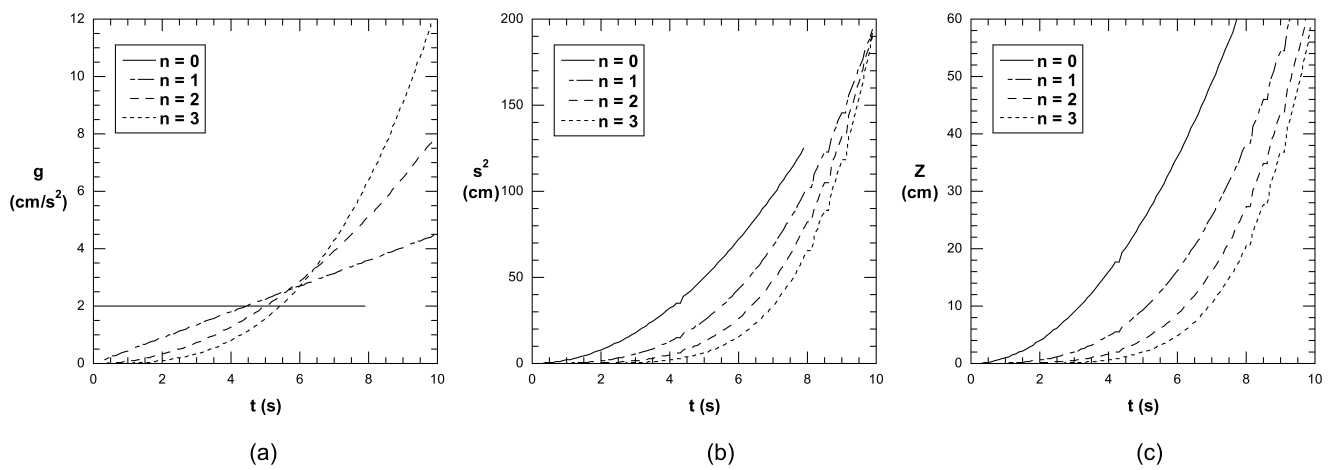 12
10
8
6
4
2
0
g
(cm/s²)
n = 0
n = 1
n = 2
n = 3
0 2 4 6 8 10
t (s)
(a)
200
150
100
50
0
s²
(cm)
n = 0
n = 1
n = 2
n = 3
0 2 4 6 8 10
t (s)
(b)
60
50
40
30
20
10
0
Z
(cm)
n = 0
n = 1
n = 2
n = 3
0 2 4 6 8 10
t (s)
(c)